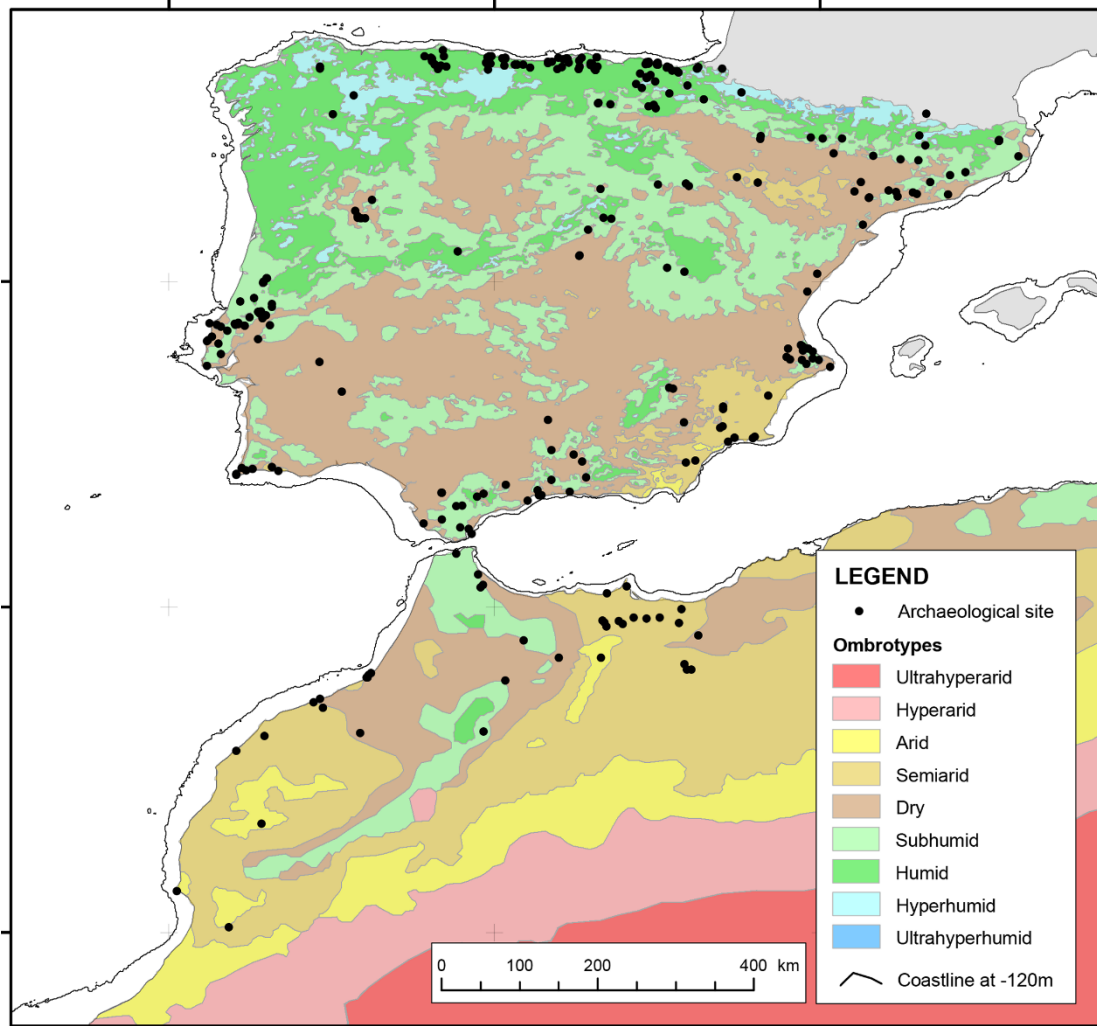 LEGEND
Archaeological site
Ombrotypes
Ultrahyperarid
Hyperarid
Arid
Semiarid
Dry
Subhumid
Humid
Hyperhumid
Ultrahyperhumid
Coastline at -120m
0 100 200 400 km